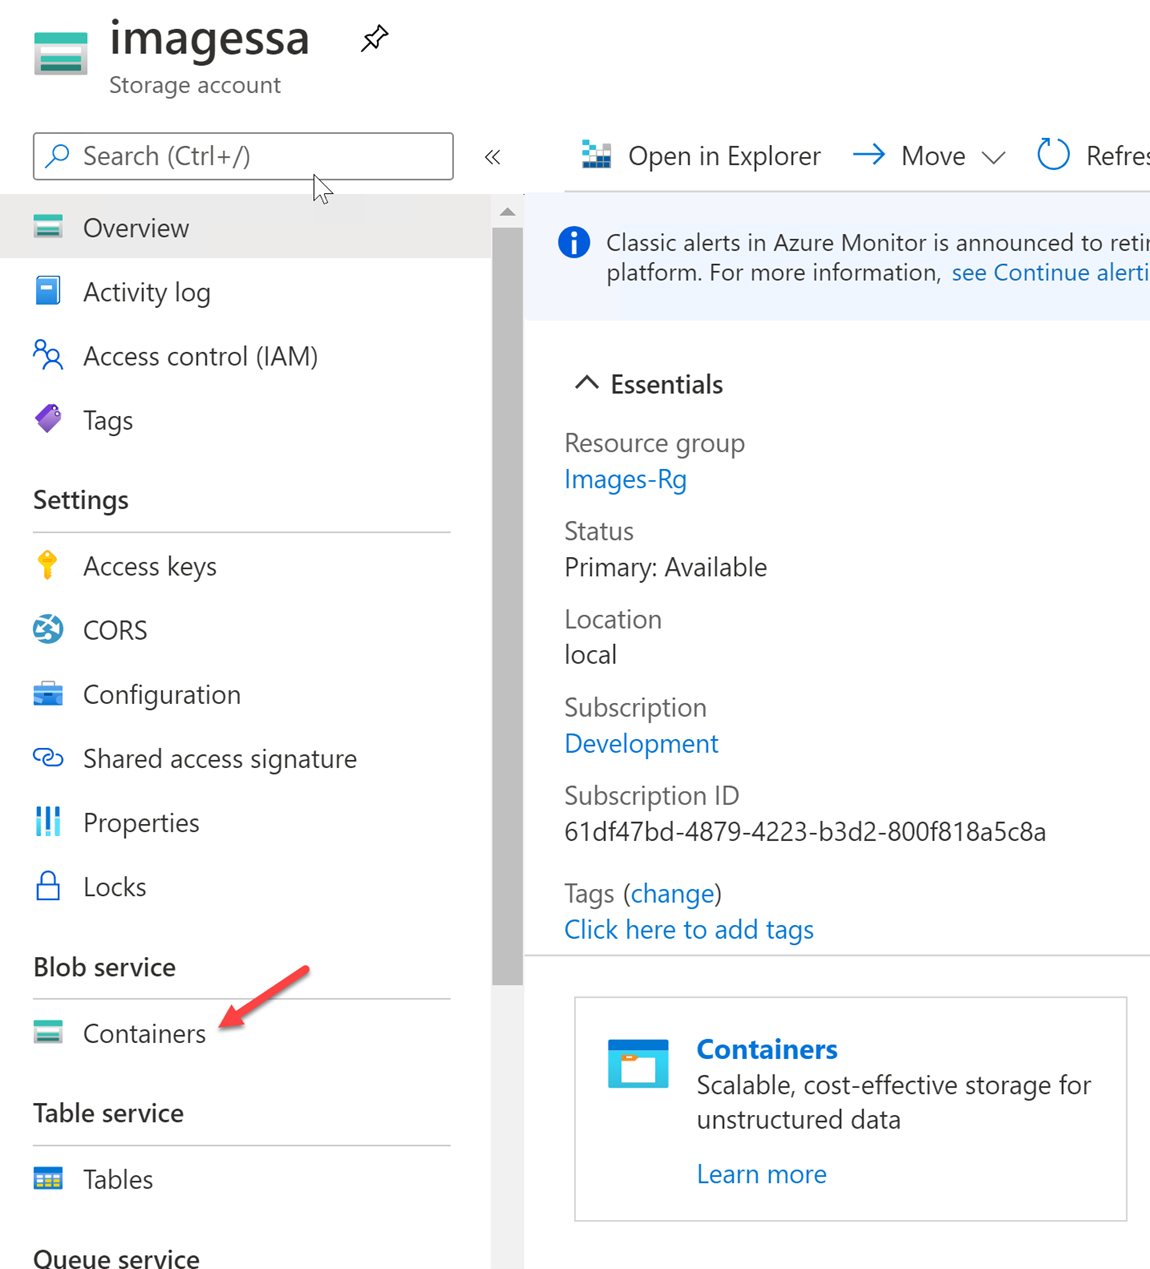 imagessa
Storage account
Search (Ctrl+/)
Overview
Activity log
Access control (IAM)
Tags
Settings
Access keys
CORS
Configuration
Shared access signature
Properties
Locks
Blob service
Containers
Table service
Tables
Queue service
Open in Explorer
Move
Refres
Classic alerts in Azure Monitor is announced to reti
platform. For more information, see Continue alerti
Essentials
Resource group
Images-Rg
Status
Primary: Available
Location
local
Subscription
Development
Subscription ID
61df47bd-4879-4223-b3d2-800f818a5c8a
Tags (change)
Click here to add tags
Containers
Scalable, cost-effective storage for
unstructured data
Learn more